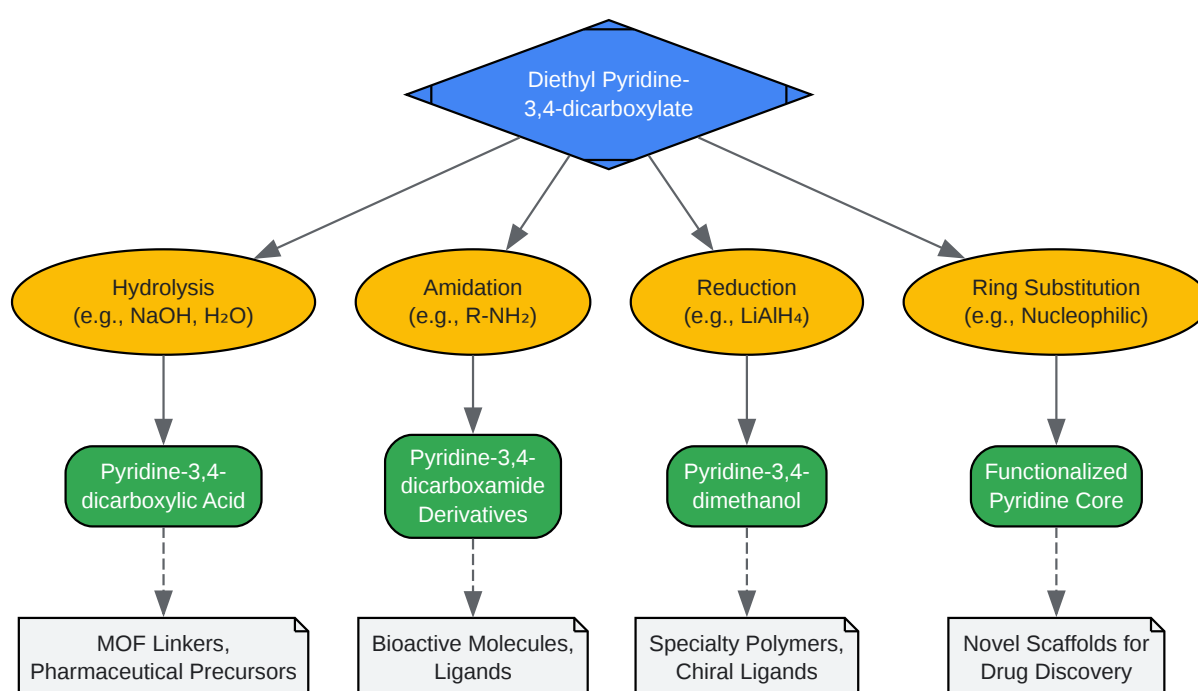 Diethyl Pyridine-
3,4-dicarboxylate
Hydrolysis
(e.g., NaOH, H₂O)
Amidation
(e.g., R-NH₂)
Reduction
(e.g., LiAlH₄)
Ring Substitution
(e.g., Nucleophilic)
Pyridine-3,4-
dicarboxylic Acid
Pyridine-3,4-
dicarboxamide
Derivatives
Pyridine-3,4-
dimethanol
Functionalized
Pyridine Core
MOF Linkers,
Pharmaceutical Precursors
Bioactive Molecules,
Ligands
Specialty Polymers,
Chiral Ligands
Novel Scaffolds for
Drug Discovery